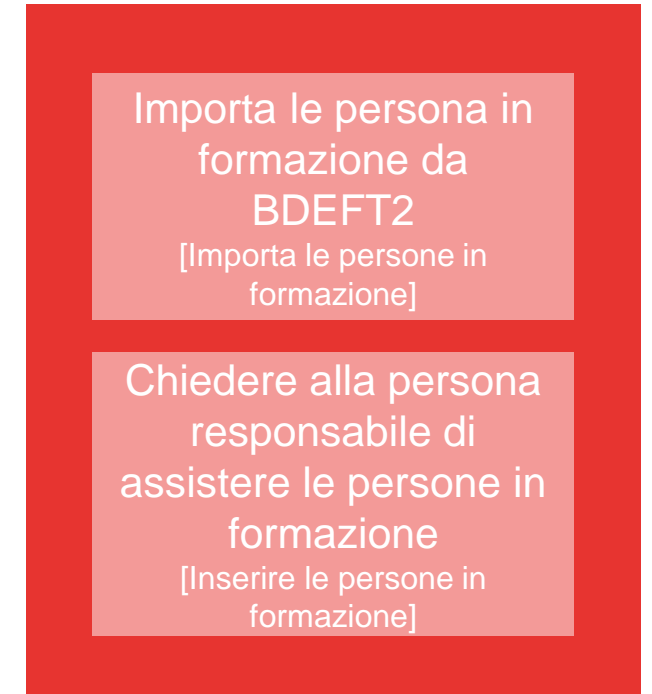 Importa le persona in
formazione da
BDEFT2
[Importa le persone in
formazione]
Chiedere alla persona
responsabile di
assistere le persone in
formazione
[Inserire le persone in
formazione]